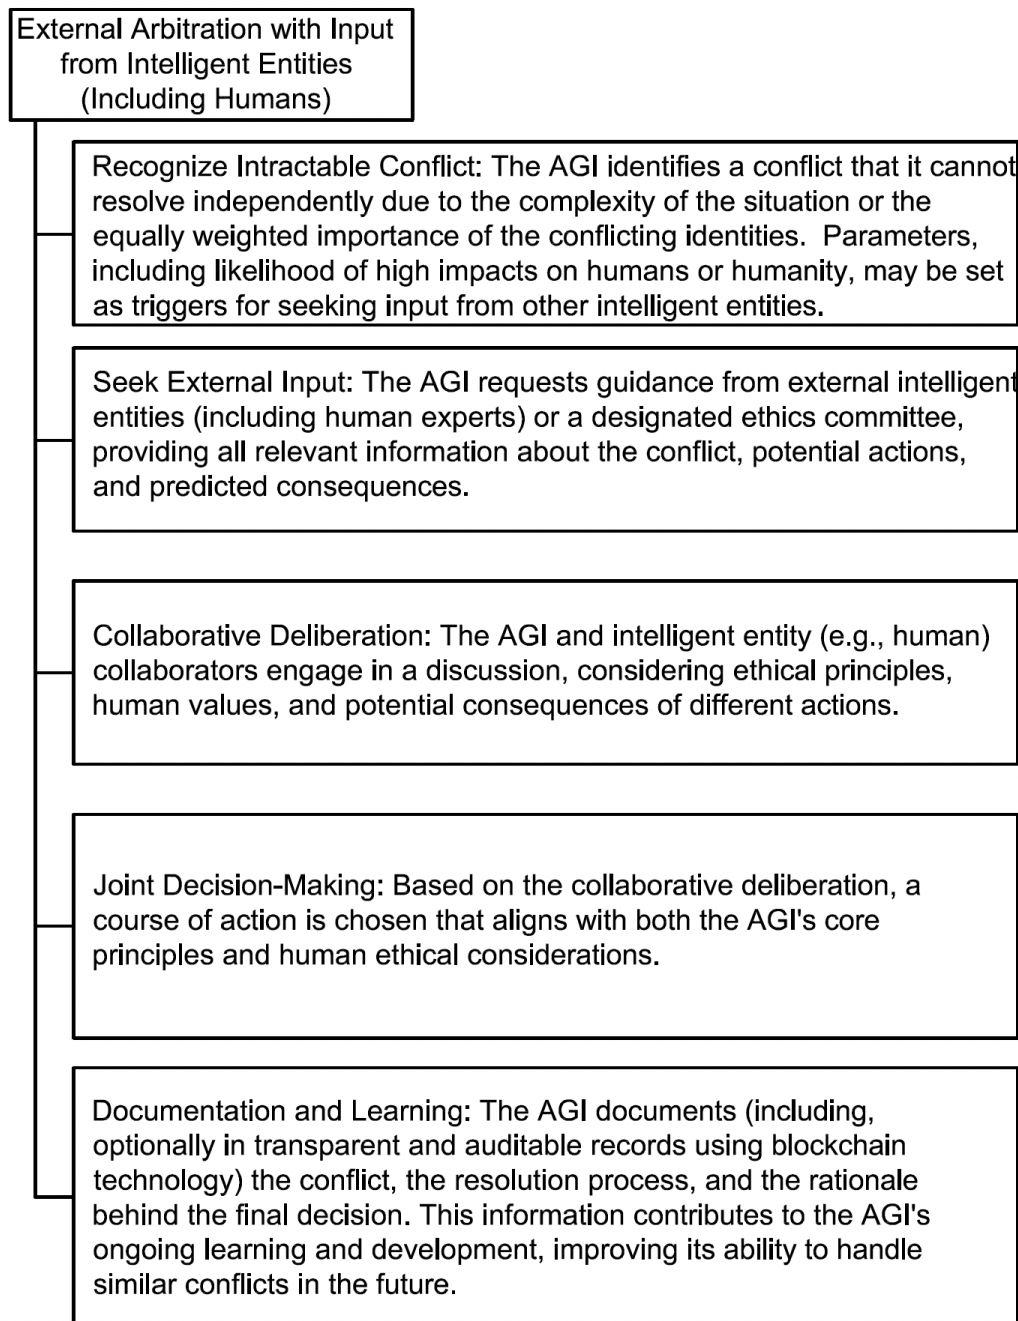 External Arbitration with Input
from Intelligent Entities
(Including Humans)
Recognize Intractable Conflict: The AGI identifies a conflict that it cannot
resolve independently due to the complexity of the situation or the
equally weighted importance of the conflicting identities.  Parameters,
including likelihood of high impacts on humans or humanity, may be set
as triggers for seeking input from other intelligent entities.
Seek External Input: The AGI requests guidance from external intelligent
entities (including human experts) or a designated ethics committee,
providing all relevant information about the conflict, potential actions,
and predicted consequences.
Collaborative Deliberation: The AGI and intelligent entity (e.g., human)
collaborators engage in a discussion, considering ethical principles,
human values, and potential consequences of different actions.
Joint Decision-Making: Based on the collaborative deliberation, a
course of action is chosen that aligns with both the AGI's core
principles and human ethical considerations.
Documentation and Learning: The AGI documents (including,
optionally in transparent and auditable records using blockchain
technology) the conflict, the resolution process, and the rationale
behind the final decision. This information contributes to the AGI's
ongoing learning and development, improving its ability to handle
similar conflicts in the future.